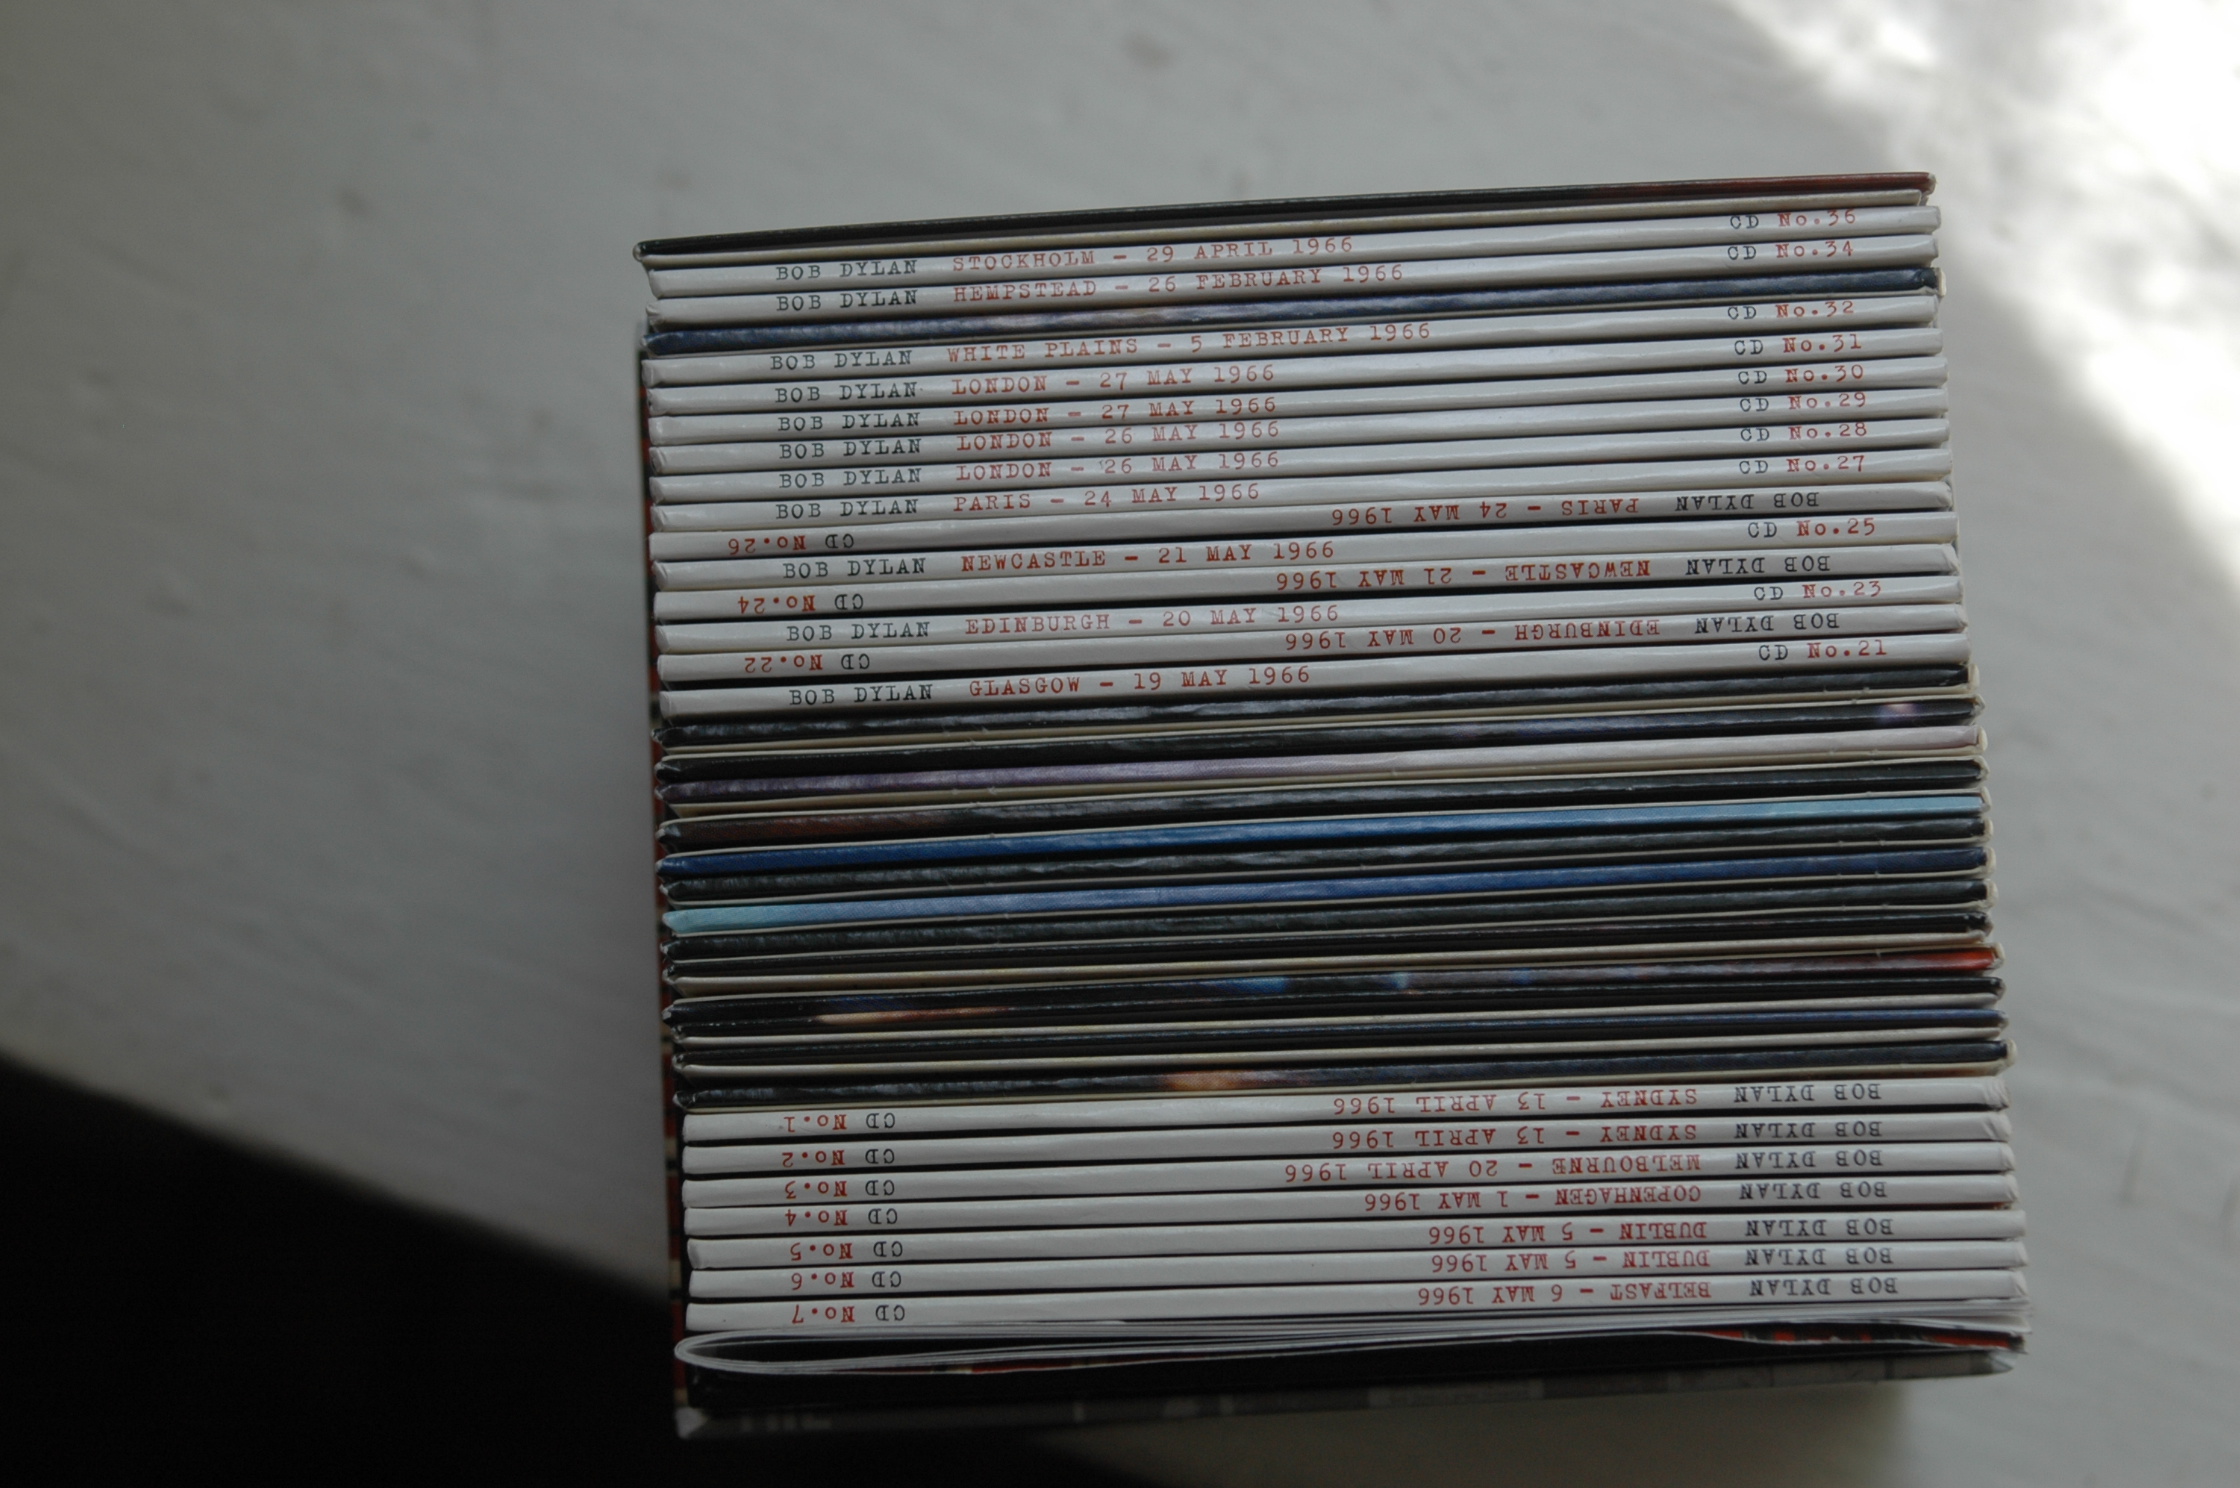 BOB DYLAN STOCKHOLM - 29 APRIL 1966 CD No.36
BOB DYLAN HEMPSTEAD - 26 FEBRUARY 1966 CD No.34
BOB DYLAN WHITE PLAINS - 5 FEBRUARY 1966 CD No.32
BOB DYLAN LONDON - 27 MAY 1966 CD No.31
BOB DYLAN LONDON - 27 MAY 1966 CD No.30
BOB DYLAN LONDON - 26 MAY 1966 CD No.29
BOB DYLAN LONDON - 26 MAY 1966 CD No.28
BOB DYLAN PARIS - 24 MAY 1966 CD No.27
BOB DYLAN PARIS - 24 MAY 1966 CD No.26
BOB DYLAN NEWCASTLE - 21 MAY 1966 CD No.25
BOB DYLAN NEWCASTLE - 21 MAY 1966 CD No.24
BOB DYLAN EDINBURGH - 20 MAY 1966 CD No.23
BOB DYLAN EDINBURGH - 20 MAY 1966 CD No.22
BOB DYLAN GLASGOW - 19 MAY 1966 CD No.21
BOB DYLAN SYDNEY - 13 APRIL 1966 CD No.1
BOB DYLAN SYDNEY - 13 APRIL 1966 CD No.2
BOB DYLAN MELBOURNE - 20 APRIL 1966 CD No.3
BOB DYLAN COPENHAGEN - 1 MAY 1966 CD No.4
BOB DYLAN DUBLIN - 5 MAY 1966 CD No.5
BOB DYLAN DUBLIN - 5 MAY 1966 CD No.6
BOB DYLAN BELFAST - 6 MAY 1966 CD No.7